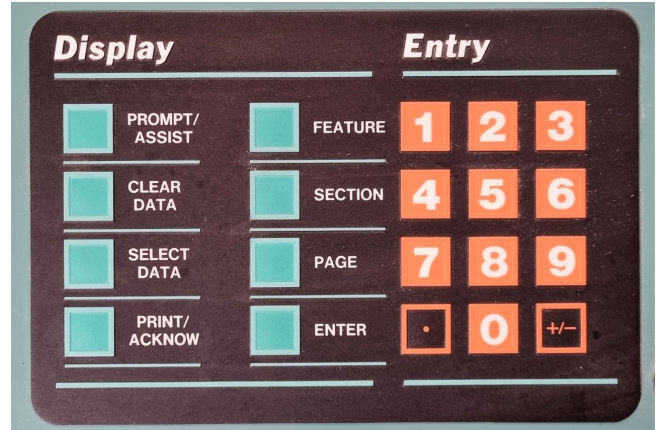 Display
Entry
PROMPT/
ASSIST
FEATURE
1 2 3
CLEAR
DATA
SECTION
4 5 6
SELECT
DATA
PAGE
7 8 9
PRINT/
ACKNOW
ENTER
. 0 +/−